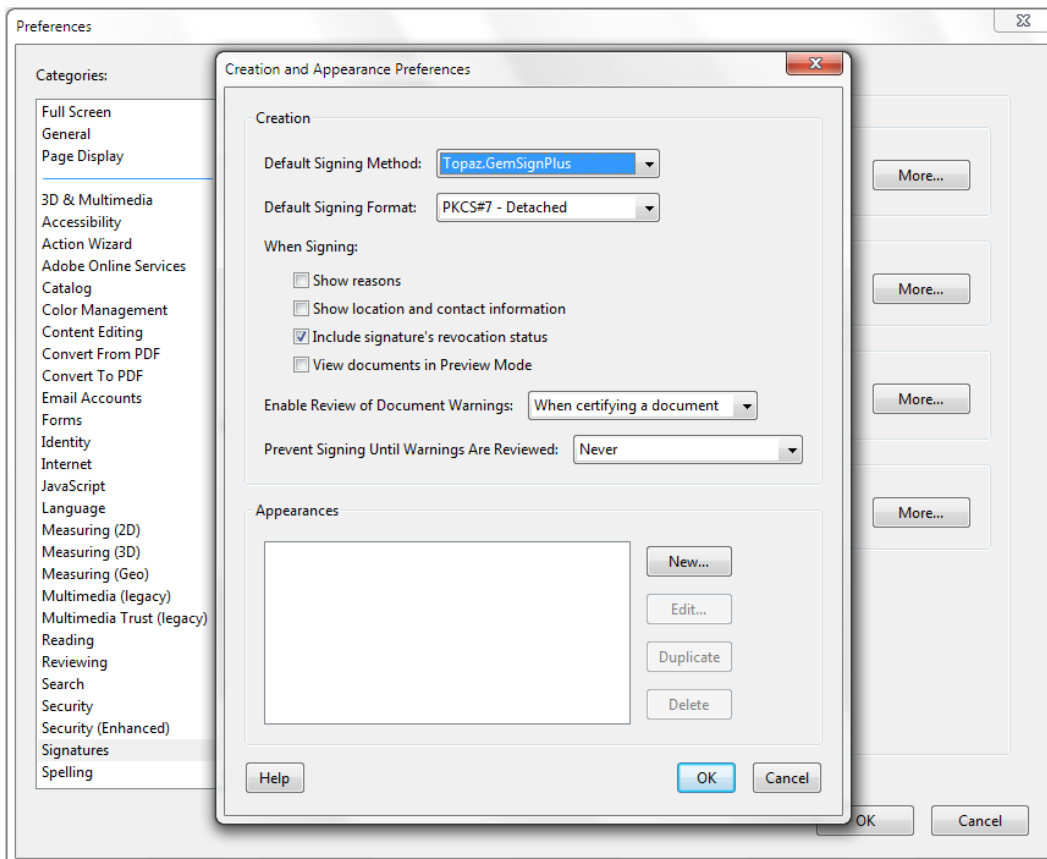 Preferences
Categories:
Full Screen
General
Page Display
3D & Multimedia
Accessibility
Action Wizard
Adobe Online Services
Catalog
Color Management
Content Editing
Convert From PDF
Convert To PDF
Email Accounts
Forms
Identity
Internet
JavaScript
Language
Measuring (2D)
Measuring (3D)
Measuring (Geo)
Multimedia (legacy)
Multimedia Trust (legacy)
Reading
Reviewing
Search
Security
Security (Enhanced)
Signatures
Spelling
Creation and Appearance Preferences
Creation
Default Signing Method: Topaz.GemSignPlus
Default Signing Format: PKCS#7 - Detached
When Signing:
Show reasons
Show location and contact information
Include signature's revocation status
View documents in Preview Mode
Enable Review of Document Warnings: When certifying a document
Prevent Signing Until Warnings Are Reviewed: Never
Appearances
New...
Edit...
Duplicate
Delete
Help
OK
Cancel
More...
More...
More...
More...
OK
Cancel